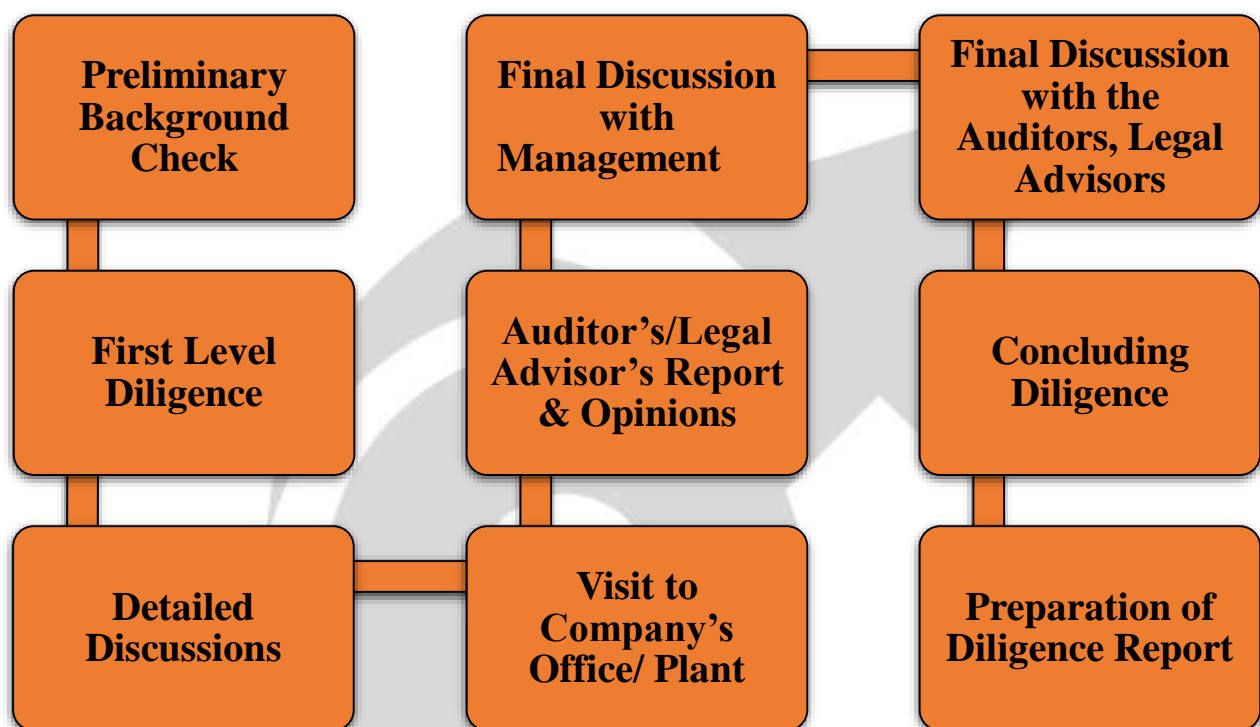 Preliminary
Background
Check
First Level
Diligence
Detailed
Discussions
Visit to
Company’s
Office/ Plant
Auditor’s/Legal
Advisor’s Report
& Opinions
Final Discussion
with
Management
Final Discussion
with the
Auditors, Legal
Advisors
Concluding
Diligence
Preparation of
Diligence Report